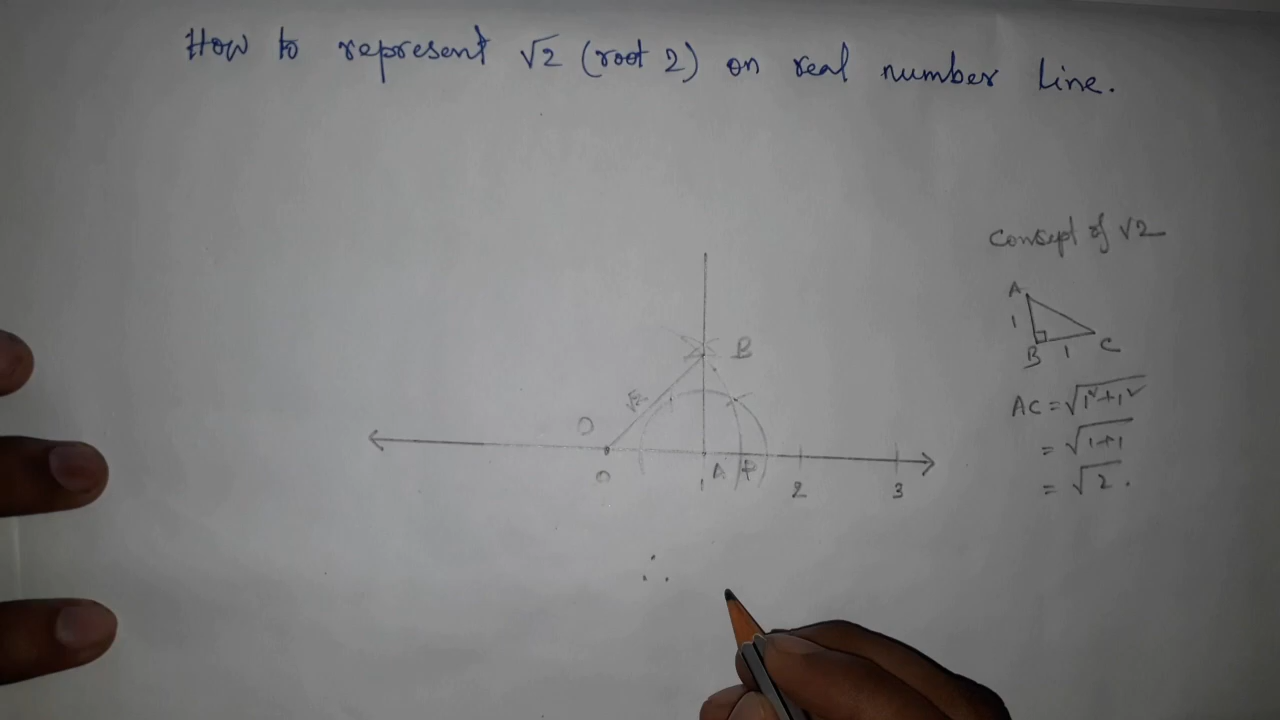 How to represent √2 (root 2) on real number line.
Concept of √2
A
1
B 1 C
AC = √1²+1²
= √1+1
= √2.
B
√2
O
A P
0 1 2 3
∴